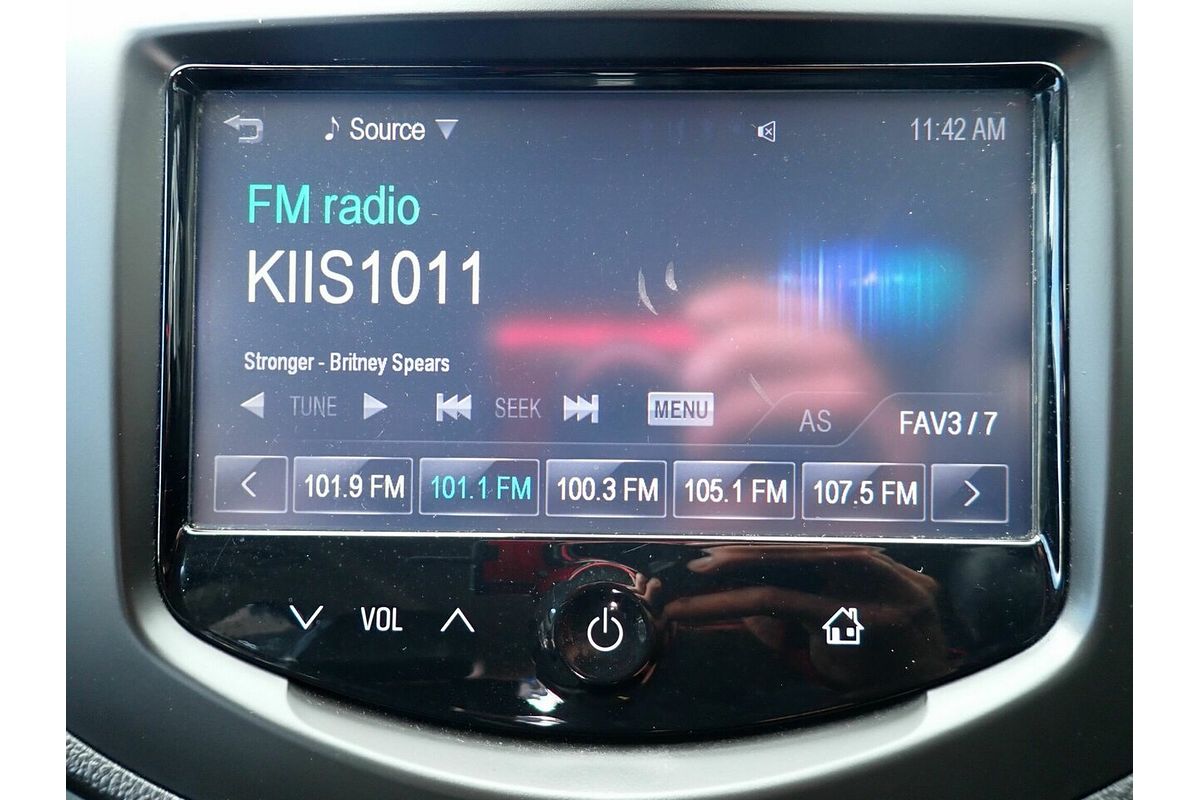 Source 11:42 AM
FM radio
KIIS1011
Stronger - Britney Spears
TUNE SEEK MENU AS FAV3 / 7
101.9 FM 101.1 FM 100.3 FM 105.1 FM 107.5 FM
VOL